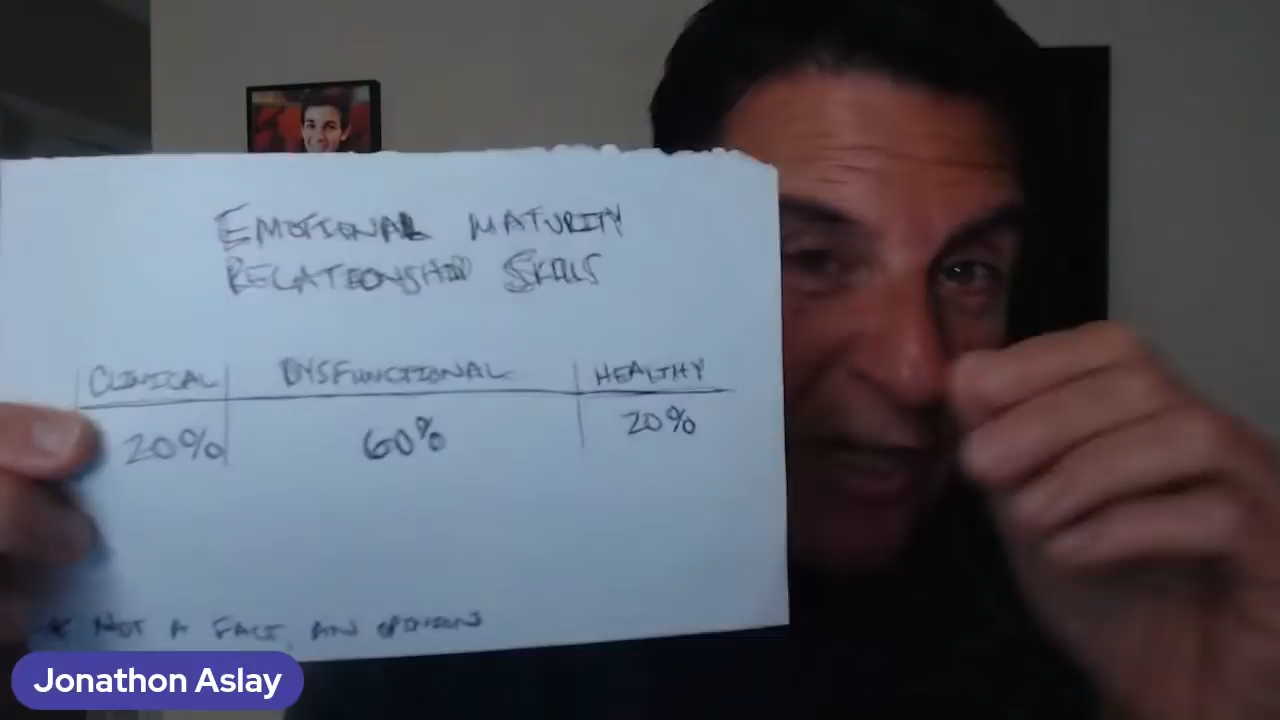 EMOTIONAL MATURITY
RELATIONSHIP SKILLS
CLINICAL DYSFUNCTIONAL HEALTHY
20% 60% 20%
* NOT A FACT, AN OPINION
Jonathon Aslay